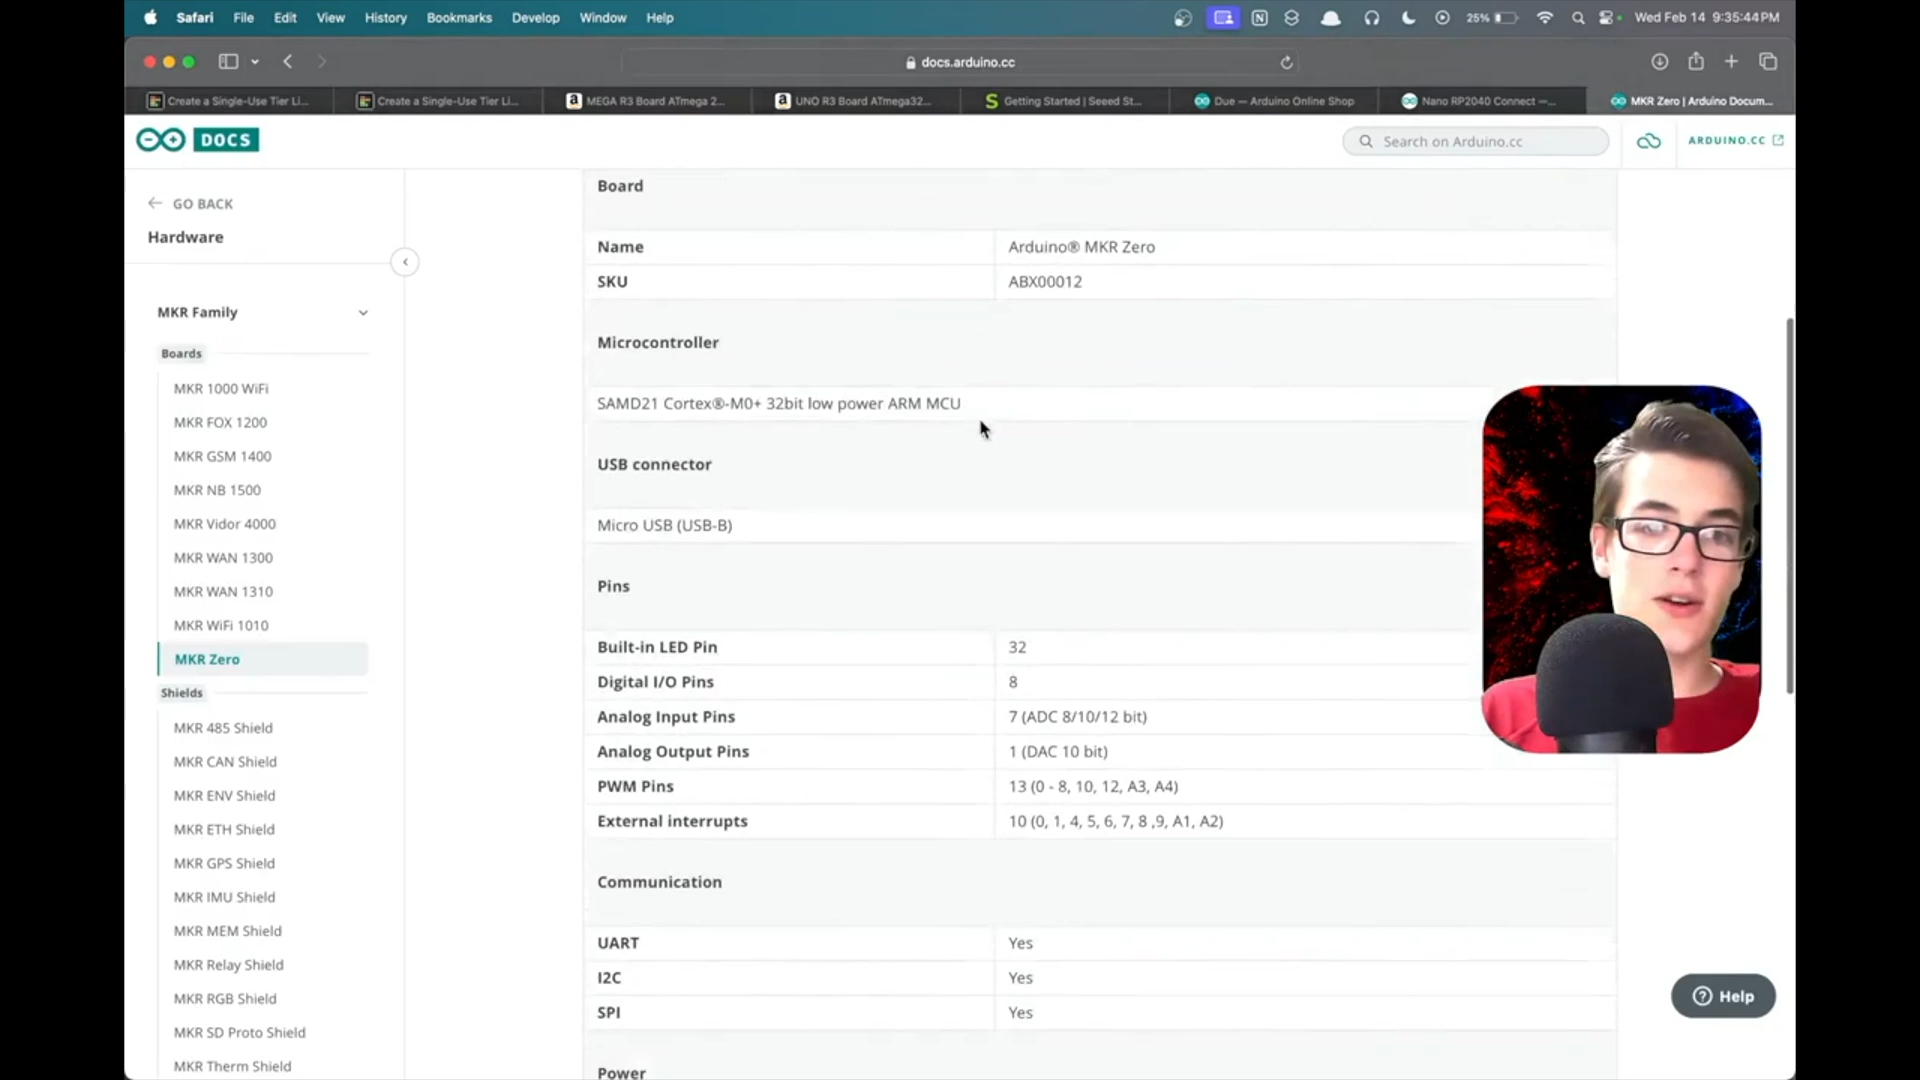 Safari File Edit View History Bookmarks Develop Window Help 25% Wed Feb 14 9:35:44 PM
docs.arduino.cc
Create a Single-Use Tier Li... Create a Single-Use Tier Li... MEGA R3 Board ATmega 2... UNO R3 Board ATmega32... Getting Started | Seeed St... Due — Arduino Online Shop Nano RP2040 Connect —... MKR Zero | Arduino Docum...
DOCS Search on Arduino.cc ARDUINO.CC
GO BACK
Hardware
MKR Family
Boards
MKR 1000 WiFi
MKR FOX 1200
MKR GSM 1400
MKR NB 1500
MKR Vidor 4000
MKR WAN 1300
MKR WAN 1310
MKR WiFi 1010
MKR Zero
Shields
MKR 485 Shield
MKR CAN Shield
MKR ENV Shield
MKR ETH Shield
MKR GPS Shield
MKR IMU Shield
MKR MEM Shield
MKR Relay Shield
MKR RGB Shield
MKR SD Proto Shield
MKR Therm Shield
Board
Name Arduino® MKR Zero
SKU ABX00012
Microcontroller
SAMD21 Cortex®-M0+ 32bit low power ARM MCU
USB connector
Micro USB (USB-B)
Pins
Built-in LED Pin 32
Digital I/O Pins 8
Analog Input Pins 7 (ADC 8/10/12 bit)
Analog Output Pins 1 (DAC 10 bit)
PWM Pins 13 (0 - 8, 10, 12, A3, A4)
External interrupts 10 (0, 1, 4, 5, 6, 7, 8 ,9, A1, A2)
Communication
UART Yes
I2C Yes
SPI Yes
Power
Help